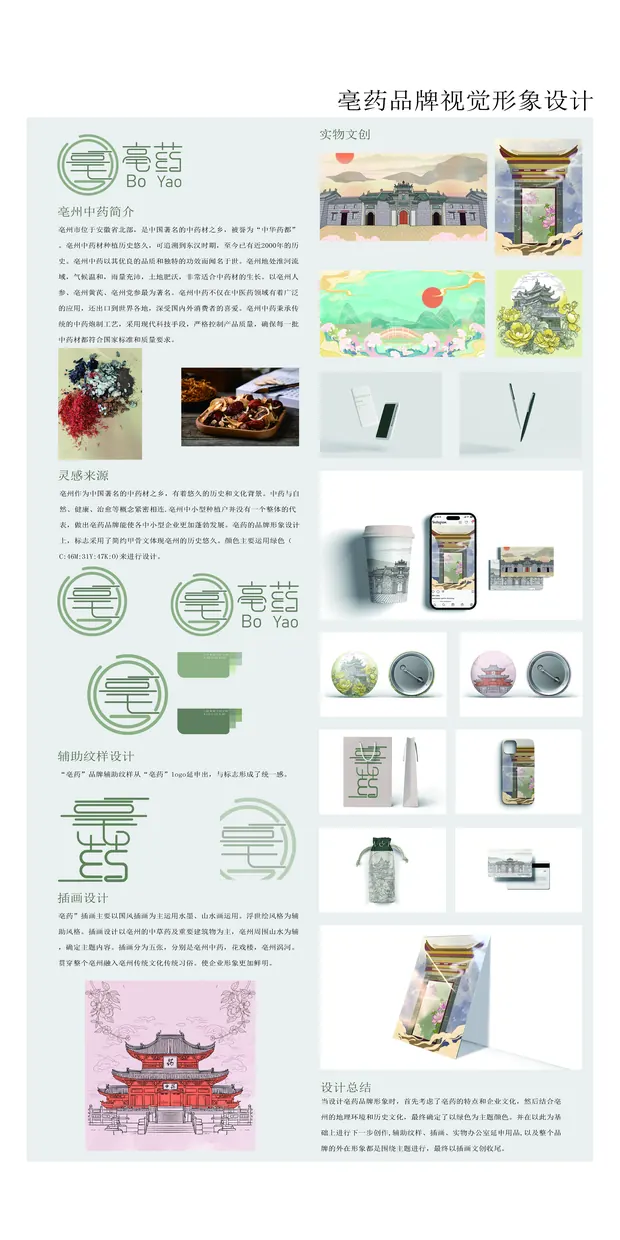 亳药品牌视觉形象设计
亳药
Bo Yao
亳州中药简介
亳州市位于安徽省北部，是中国著名的中药材之乡，被誉为“中华药都”
。亳州中药材种植历史悠久，可追溯到东汉时期，至今已有近2000年的历
史。亳州中药以其优良的品质和独特的功效而闻名于世。亳州地处淮河流
域，气候温和，雨量充沛，土地肥沃，非常适合中药材的生长。以亳州人
参、亳州黄芪、亳州党参最为著名。亳州中药不仅在中医药领域有着广泛
的应用，还出口到世界各地，深受国内外消费者的喜爱。亳州中药秉承传
统的中药炮制工艺，采用现代科技手段，严格控制产品质量，确保每一批
中药材都符合国家标准和质量要求。
灵感来源
亳州作为中国著名的中药材之乡，有着悠久的历史和文化背景。中药与自
然、健康、治愈等概念紧密相连.亳州中小型种植户并没有一个整体的代
表，做出亳药品牌能使各中小型企业更加蓬勃发展。亳药的品牌形象设计
上，标志采用了简约甲骨文体现亳州的历史悠久。颜色主要运用绿色（
C:46M:31Y:47K:0)来进行设计。
亳
亳药
Bo Yao
辅助纹样设计
“亳药”品牌辅助纹样从“亳药”logo延申出，与标志形成了统一感。
亳药
插画设计
亳药”插画主要以国风插画为主运用水墨、山水画运用。浮世绘风格为辅
助风格。插画设计以亳州的中草药及重要建筑物为主，亳州周围山水为辅
，确定主题内容。插画分为五张，分别是亳州中药，花戏楼，亳州涡河。
贯穿整个亳州融入亳州传统文化传统习俗。使企业形象更加鲜明。
药
实物文创
Instagram
亳药
设计总结
当设计亳药品牌形象时，首先考虑了亳药的特点和企业文化，然后结合亳
州的地理环境和历史文化。最终确定了以绿色为主题颜色。并在以此为基
础上进行下一步创作,辅助纹样、插画、实物办公室延申用品,以及整个品
牌的外在形象都是围绕主题进行，最终以插画文创收尾。